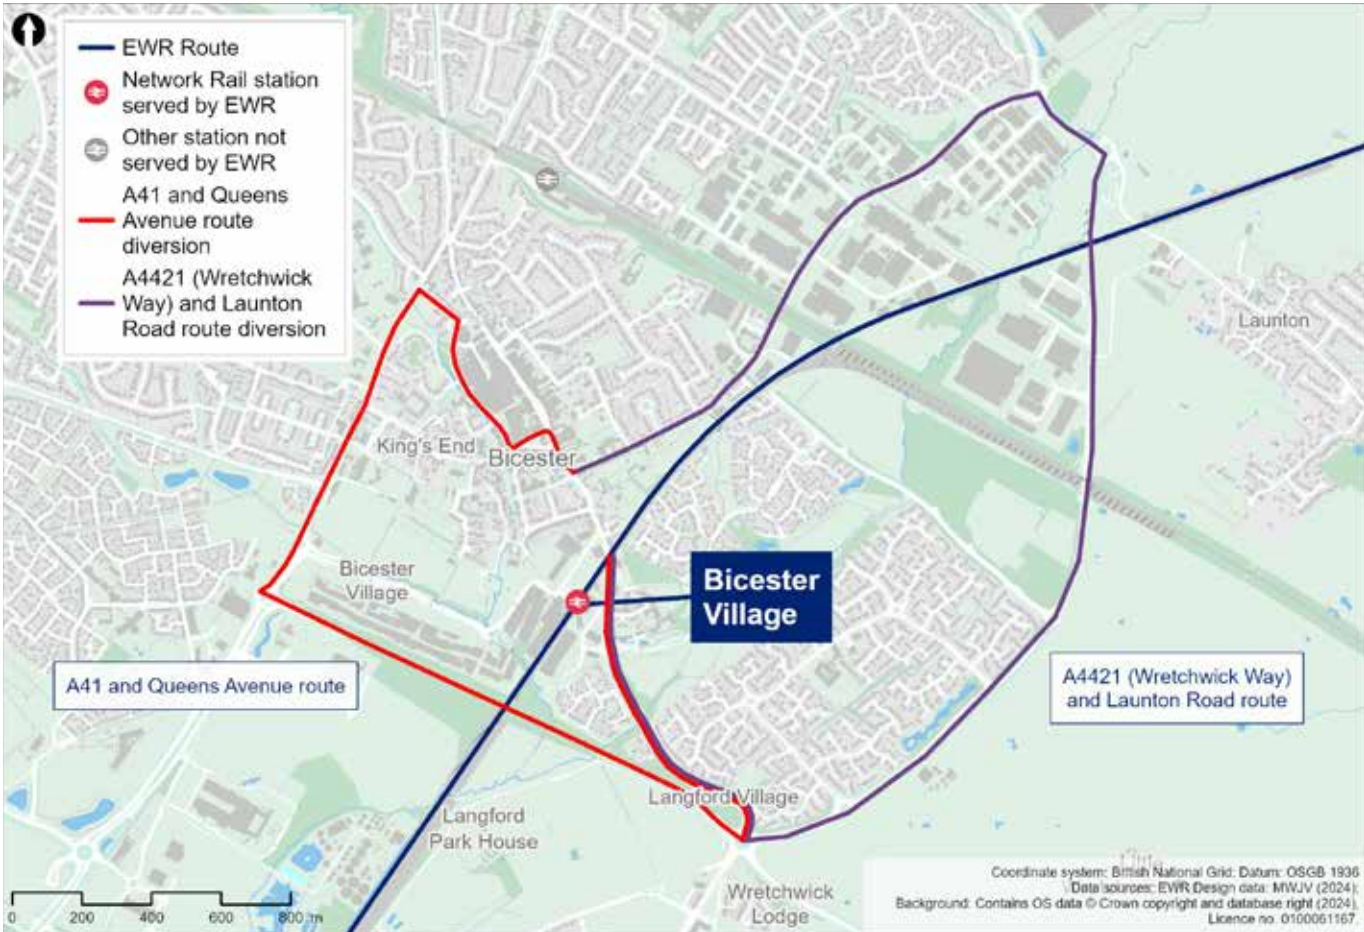 EWR Route
Network Rail station
served by EWR
Other station not
served by EWR
A41 and Queens
Avenue route
diversion
A4421 (Wretchwick
Way) and Launton
Road route diversion
Launton
King's End
Bicester
Bicester
Village
Bicester
Village
A41 and Queens Avenue route
A4421 (Wretchwick Way)
and Launton Road route
Langford Village
Langford
Park House
Wretchwick
Lodge
0 200 400 600 800 m
Coordinate system: British National Grid; Datum: OSGB 1936
Data sources: EWR Design data: MWJV (2024);
Background: Contains OS data © Crown copyright and database right (2024),
Licence no. 0100061167.